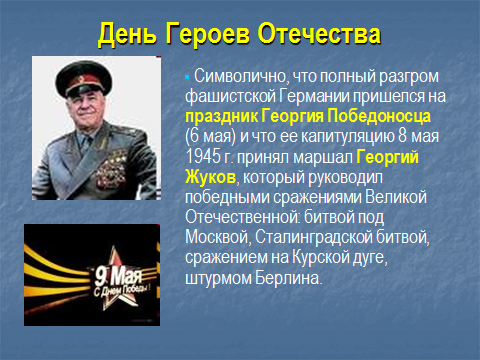 День Героев Отечества
Символично, что полный разгром
фашистской Германии пришелся на
праздник Георгия Победоносца
(6 мая) и что ее капитуляцию 8 мая
1945 г. принял маршал Георгий
Жуков, который руководил
победными сражениями Великой
Отечественной: битвой под
Москвой, Сталинградской битвой,
сражением на Курской дуге,
штурмом Берлина.
9 Мая
С Днем Победы!